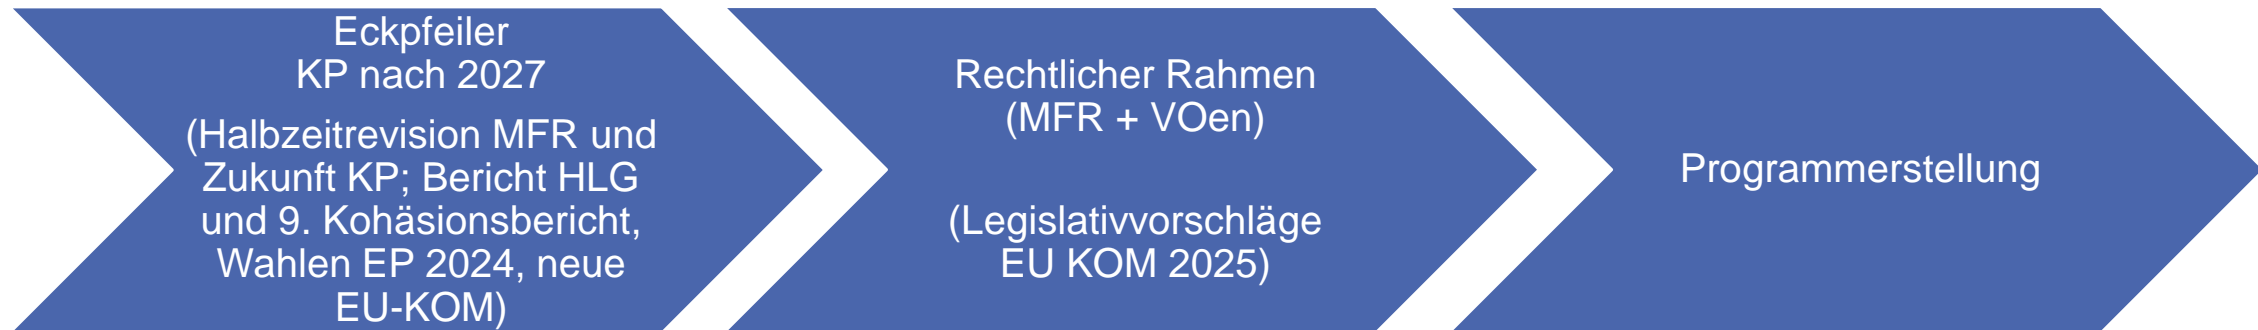 Eckpfeiler
KP nach 2027
(Halbzeitrevision MFR und
Zukunft KP; Bericht HLG
und 9. Kohäsionsbericht,
Wahlen EP 2024, neue
EU-KOM)
Rechtlicher Rahmen
(MFR + VOen)
(Legislativvorschläge
EU KOM 2025)
Programmerstellung